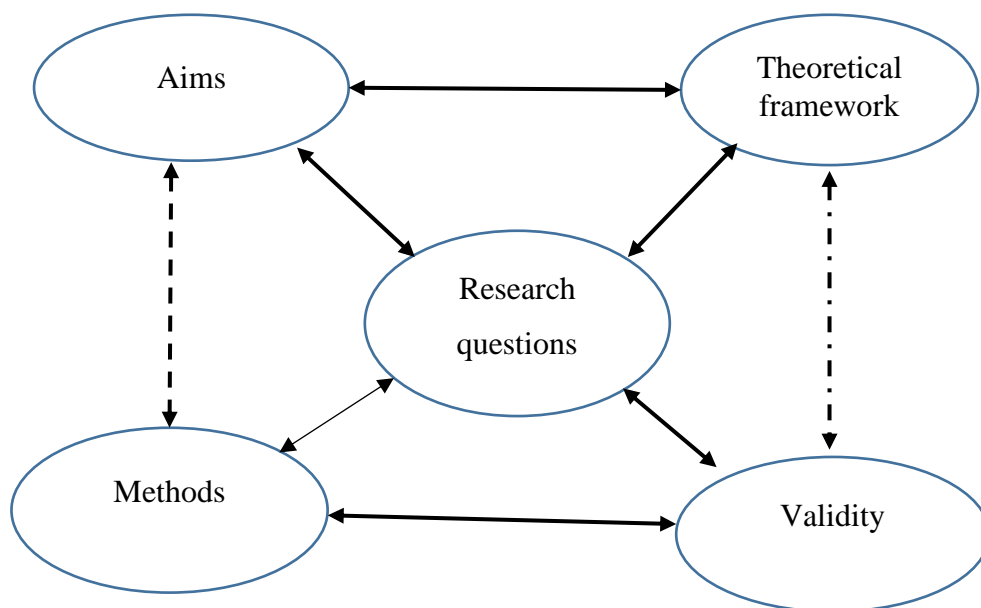 Aims
Theoretical
framework
Research
questions
Methods
Validity